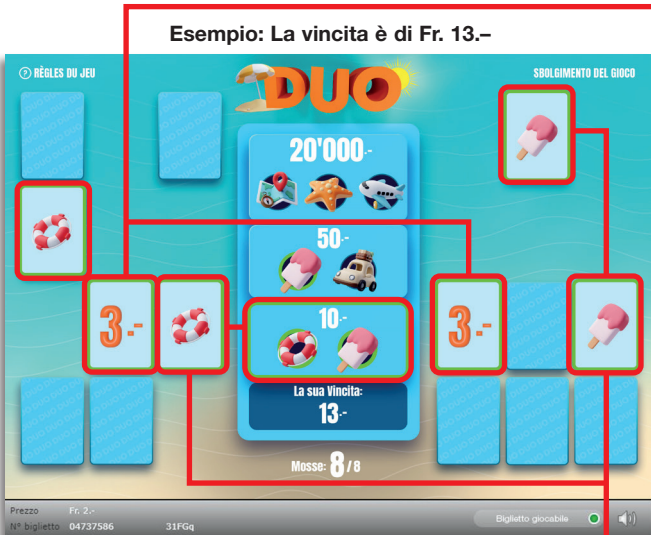 Esempio: La vincita è di Fr. 13.–
? RÈGLES DU JEU
DUO
SBOLGIMENTO DEL GIOCO
20'000.-
50.-
3.-
10.-
3.-
La sua Vincita:
13.-
Mosse: 8/8
Prezzo Fr. 2.-
N° biglietto 04737586 31FGq
Biglietto giocabile